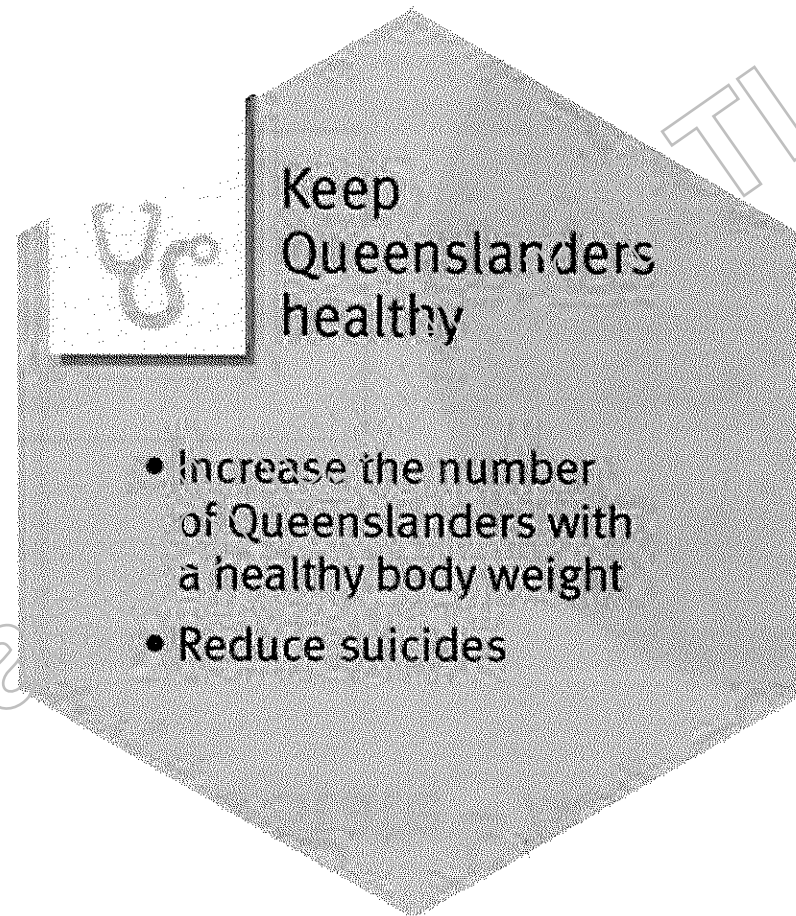 Keep
Queenslanders
healthy
• Increase the number
of Queenslanders with
a healthy body weight
• Reduce suicides